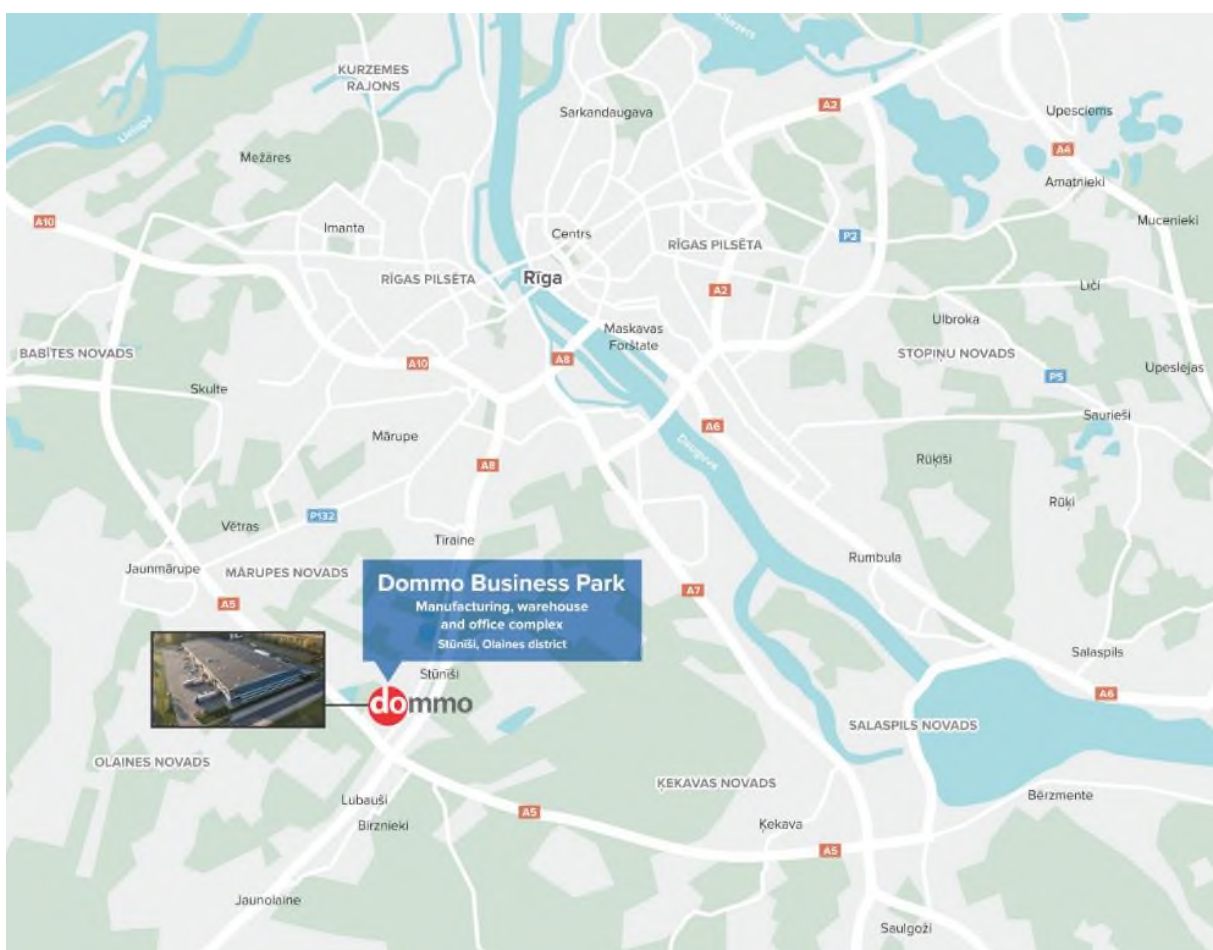 KURZEMES
RAJONS
Sarkandaugava
A2
Upesciems
Lielupe
Mežāres
A4
Amatnieki
A10
Imanta
Centrs
RĪGAS PILSĒTA
P2
Mucenieki
RĪGAS PILSĒTA
Rīga
A2
Līči
Ulbroka
Maskavas
Forštate
BABĪTES NOVADS
A10
A8
STOPIŅU NOVADS
Upeslejas
P5
Skulte
Saurieši
Mārupe
A6
Daugava
A8
Rūķīši
Rūķi
P132
Vētras
Tīraine
Rumbula
Jaunmārupe
MĀRUPES NOVADS
A5
A7
Dommo Business Park
Manufacturing, warehouse
and office complex
Stūnīši, Olaines district
Salaspils
Stūnīši
dommo
A6
SALASPILS NOVADS
OLAINES NOVADS
ĶEKAVAS NOVADS
Lubauši
Bērzmente
A5
Birznieki
Ķekava
A5
Jaunolaine
Saulgoži